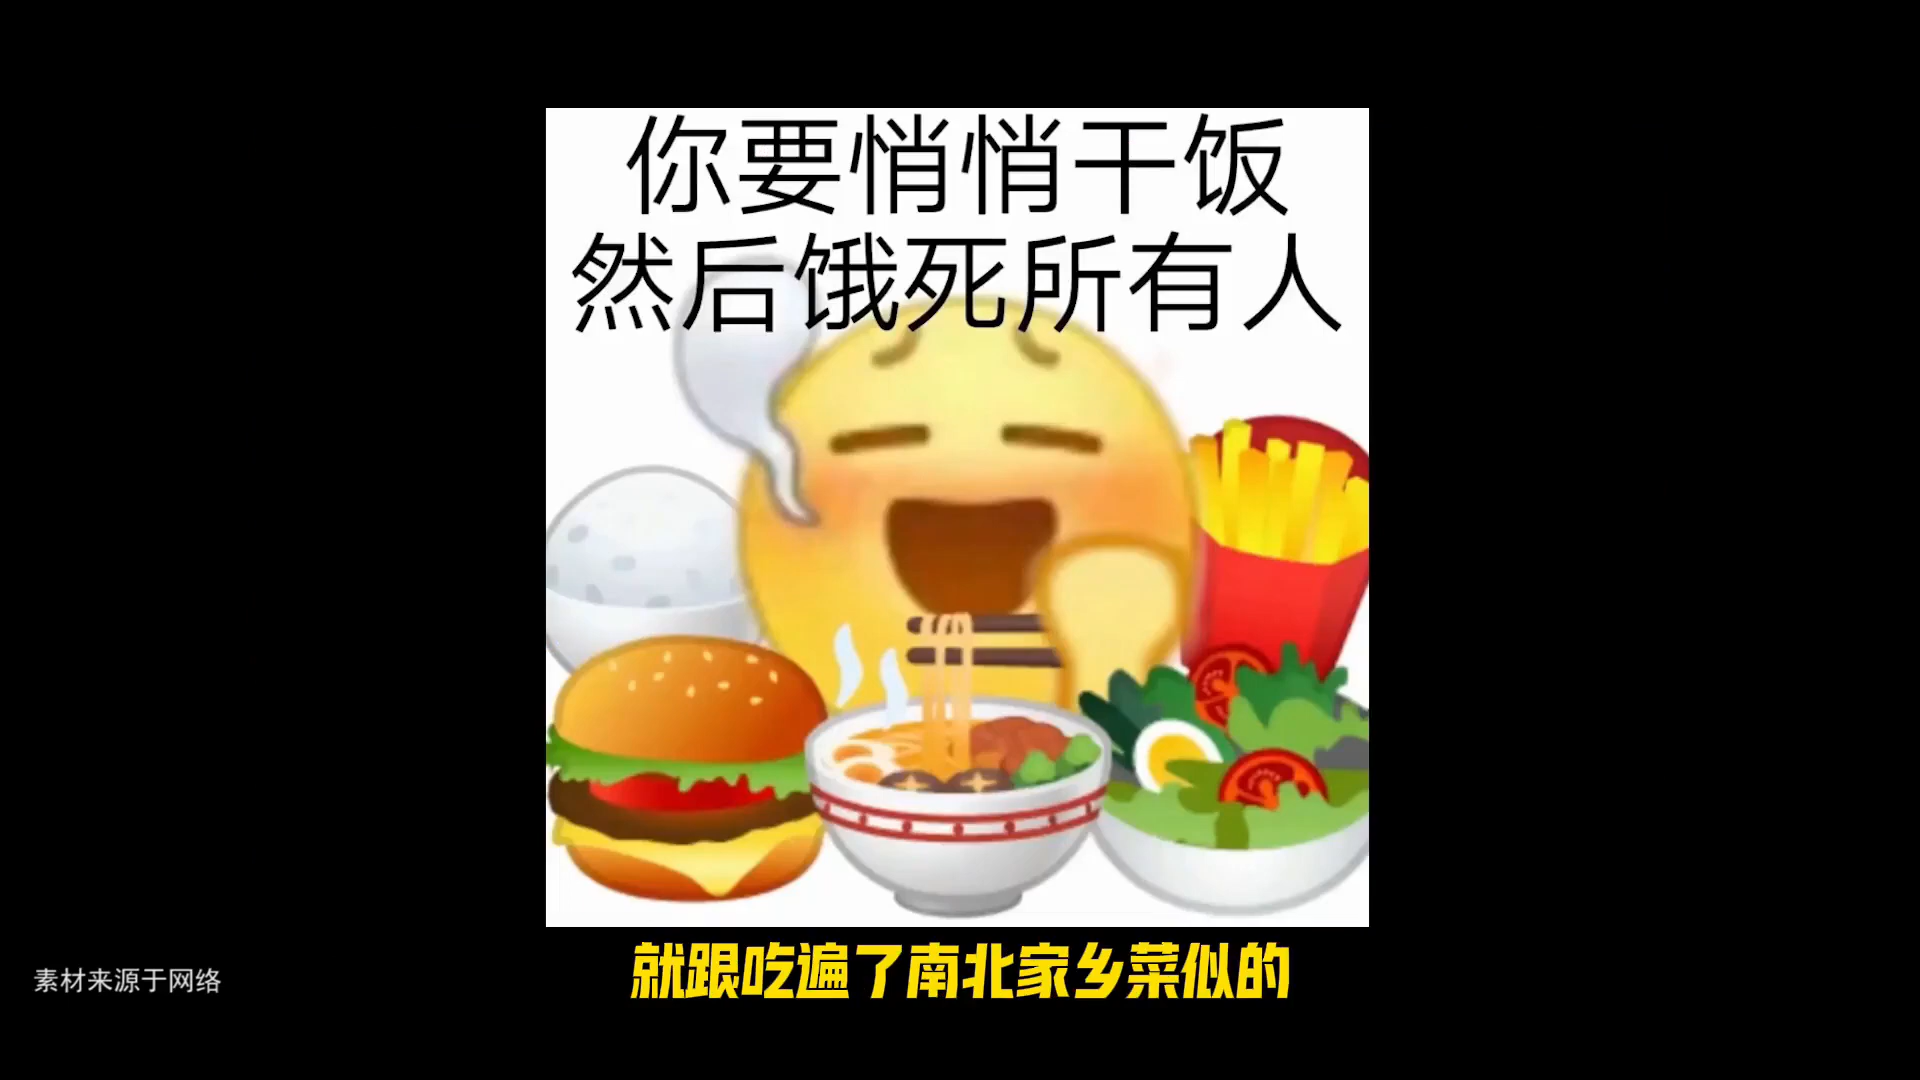 你要悄悄干饭
然后饿死所有人
就跟吃遍了南北家乡菜似的
素材来源于网络